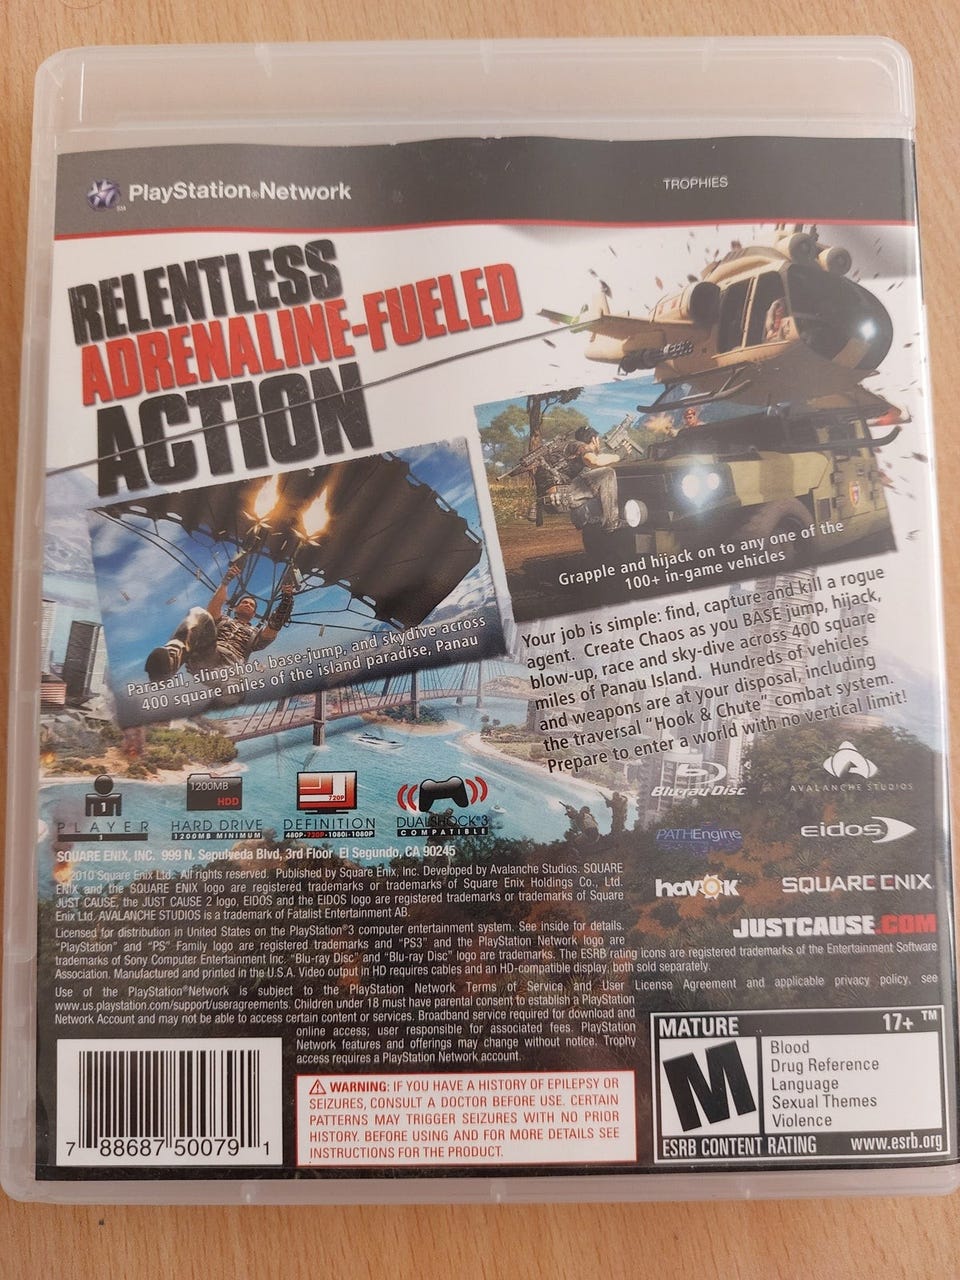 PlayStation®Network
SM
TROPHIES
RELENTLESS
ADRENALINE-FUELED
ACTION
Grapple and hijack on to any one of the
100+ in-game vehicles
Parasail, slingshot, base-jump, and skydive across
400 square miles of the island paradise, Panau
Your job is simple: find, capture and kill a rogue
agent. Create Chaos as you BASE jump, hijack,
blow-up, race and sky-dive across 400 square
miles of Panau Island. Hundreds of vehicles
and weapons are at your disposal, including
the traversal "Hook & Chute" combat system.
Prepare to enter a world with no vertical limit!
1
PLAYER
1
1200MB
HDD
HARD DRIVE
1200MB MINIMUM
720P
DEFINITION
480P·720P·1080i·1080P
DUALSHOCK®3
COMPATIBLE
Blu-ray Disc
AVALANCHE STUDIOS
PATHEngine
eidos
havok
SQUARE ENIX
JUSTCAUSE.COM
SQUARE ENIX, INC. 999 N. Sepulveda Blvd, 3rd Floor El Segundo, CA 90245
© 2010 Square Enix Ltd. All rights reserved. Published by Square Enix, Inc. Developed by Avalanche Studios. SQUARE
ENIX and the SQUARE ENIX logo are registered trademarks or trademarks of Square Enix Holdings Co., Ltd.
JUST CAUSE, the JUST CAUSE 2 logo, EIDOS and the EIDOS logo are registered trademarks or trademarks of Square
Enix Ltd. AVALANCHE STUDIOS is a trademark of Fatalist Entertainment AB.
Licensed for distribution in United States on the PlayStation®3 computer entertainment system. See inside for details.
"PlayStation" and "PS" Family logo are registered trademarks and "PS3" and the PlayStation Network logo are
trademarks of Sony Computer Entertainment Inc. "Blu-ray Disc" and "Blu-ray Disc" logo are trademarks. The ESRB rating icons are registered trademarks of the Entertainment Software
Association. Manufactured and printed in the U.S.A. Video output in HD requires cables and an HD-compatible display, both sold separately.
Use of the PlayStation®Network is subject to the PlayStation Network Terms of Service and User License Agreement and applicable privacy policy, see
www.us.playstation.com/support/useragreements. Children under 18 must have parental consent to establish a PlayStation
Network Account and may not be able to access certain content or services. Broadband service required for download and
online access; user responsible for associated fees. PlayStation
Network features and offerings may change without notice. Trophy
access requires a PlayStation Network account.
⚠ WARNING: IF YOU HAVE A HISTORY OF EPILEPSY OR
SEIZURES, CONSULT A DOCTOR BEFORE USE. CERTAIN
PATTERNS MAY TRIGGER SEIZURES WITH NO PRIOR
HISTORY. BEFORE USING AND FOR MORE DETAILS SEE
INSTRUCTIONS FOR THE PRODUCT.
7 88687 50079 1
MATURE 17+ ™
M
Blood
Drug Reference
Language
Sexual Themes
Violence
ESRB CONTENT RATING www.esrb.org